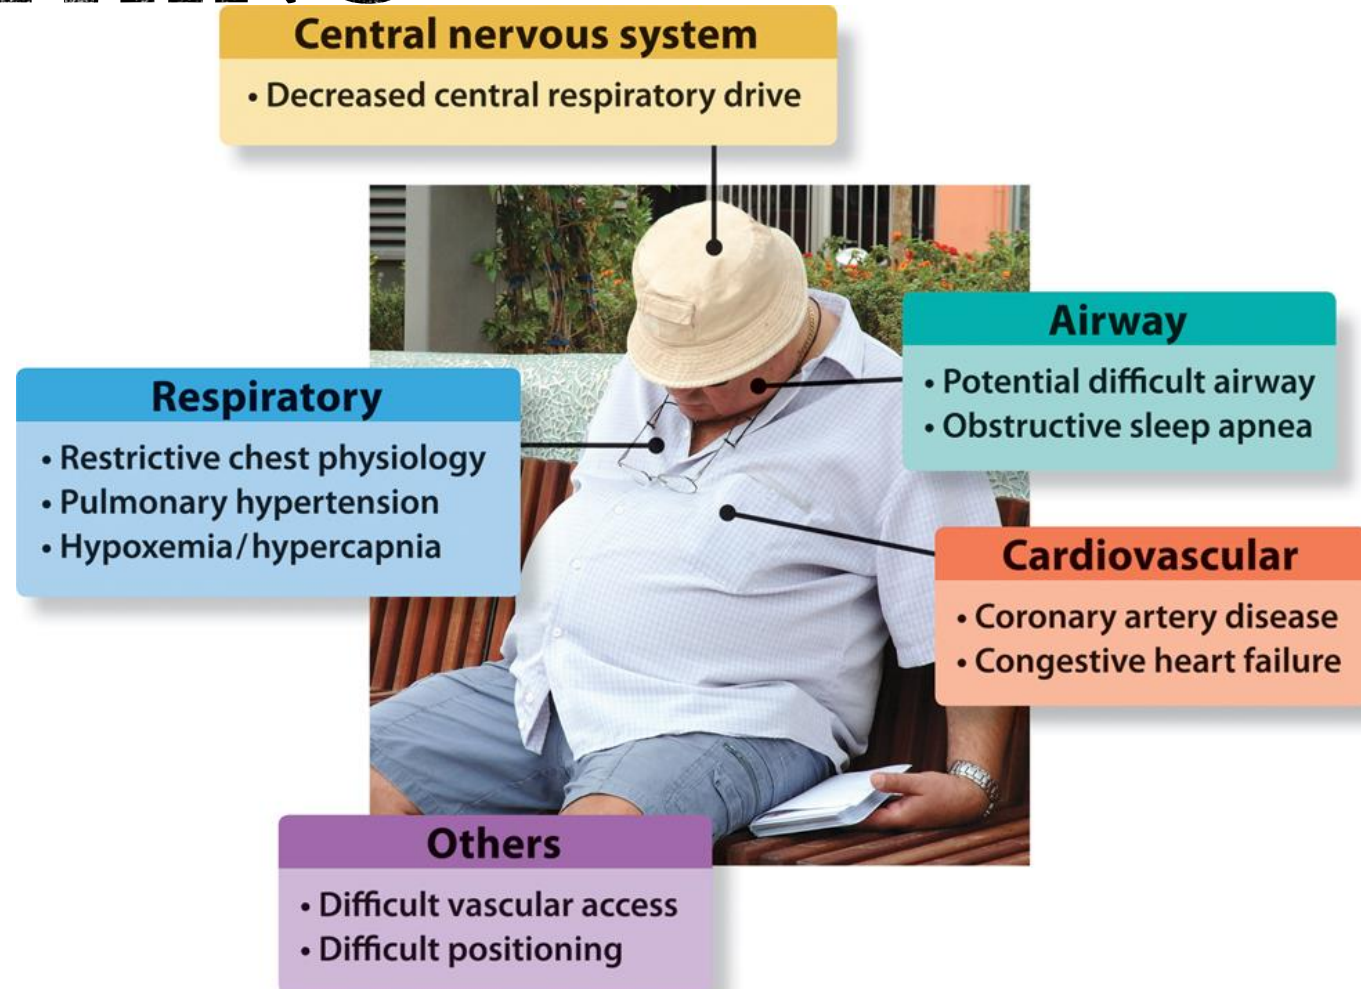 Central nervous system
• Decreased central respiratory drive
Airway
• Potential difficult airway
• Obstructive sleep apnea
Respiratory
• Restrictive chest physiology
• Pulmonary hypertension
• Hypoxemia/hypercapnia
Cardiovascular
• Coronary artery disease
• Congestive heart failure
Others
• Difficult vascular access
• Difficult positioning